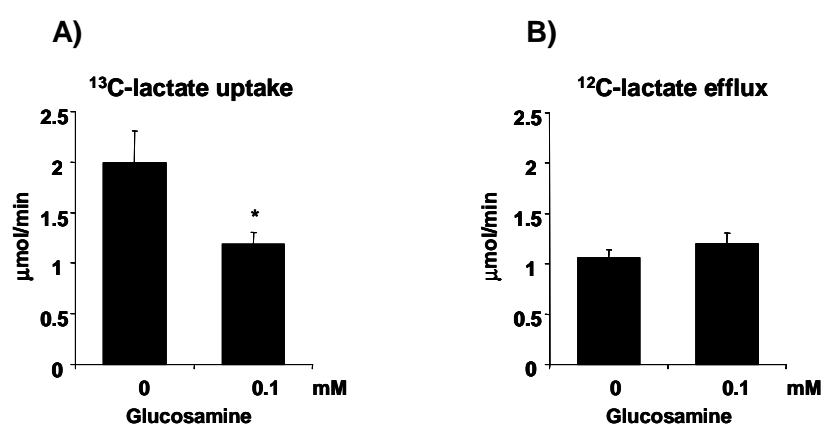 A)
¹³C-lactate uptake
2.5
2
1.5
1
0.5
0
μmol/min
*
0 0.1 mM
Glucosamine
B)
¹²C-lactate efflux
2.5
2
1.5
1
0.5
0
μmol/min
0 0.1 mM
Glucosamine